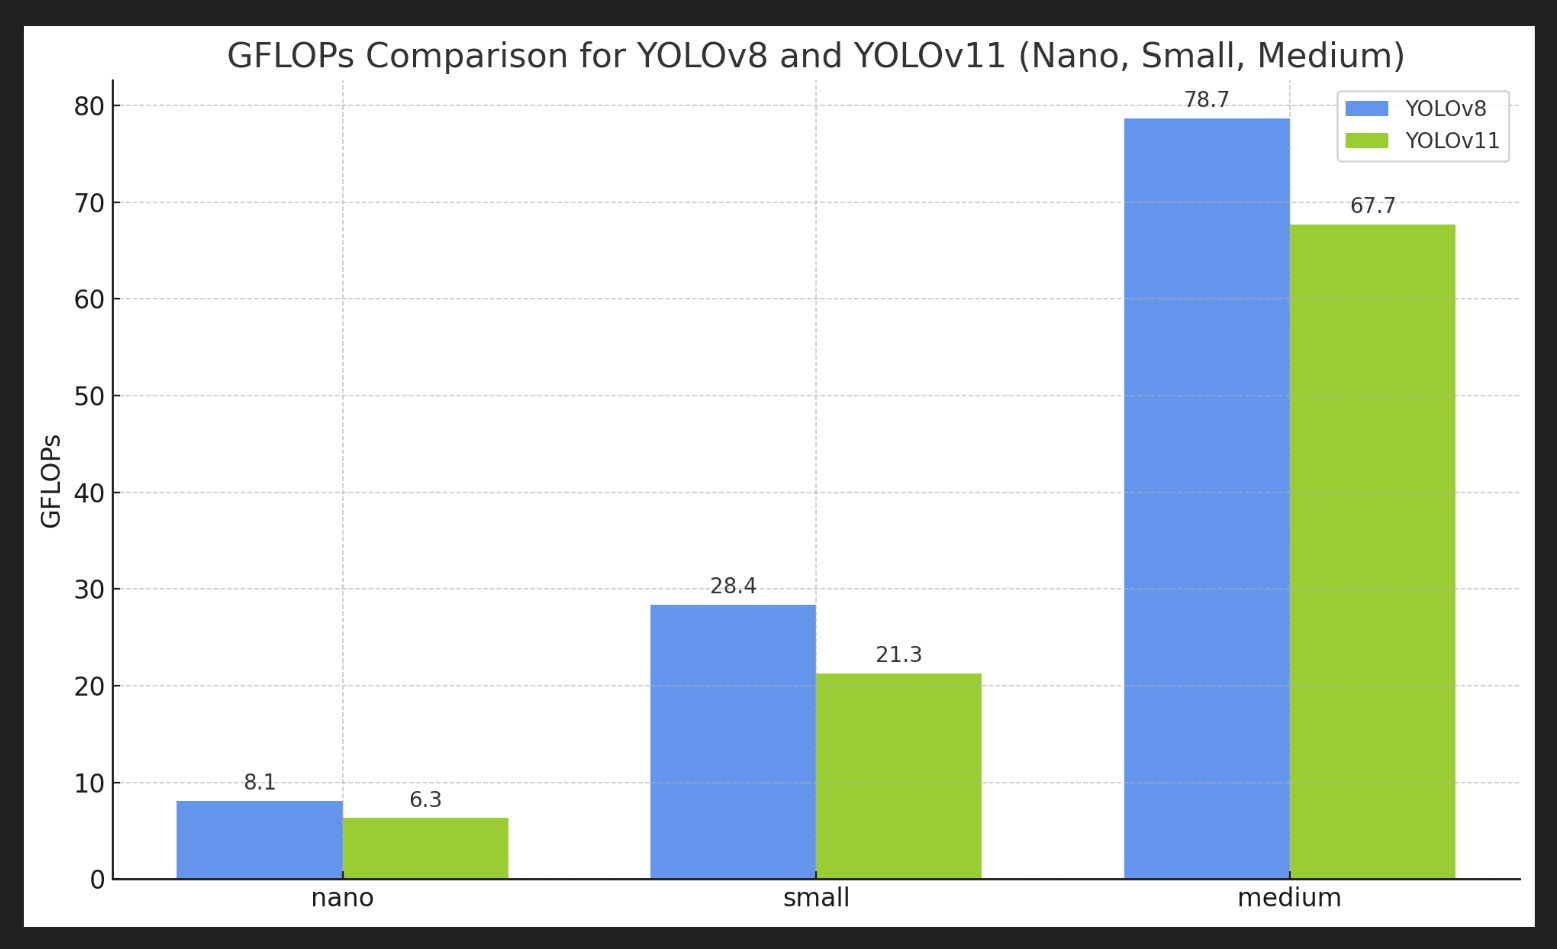 GFLOPs Comparison for YOLOv8 and YOLOv11 (Nano, Small, Medium)
YOLOv8
YOLOv11
GFLOPs
80
70
60
50
40
30
20
10
0
8.1
6.3
28.4
21.3
78.7
67.7
nano
small
medium